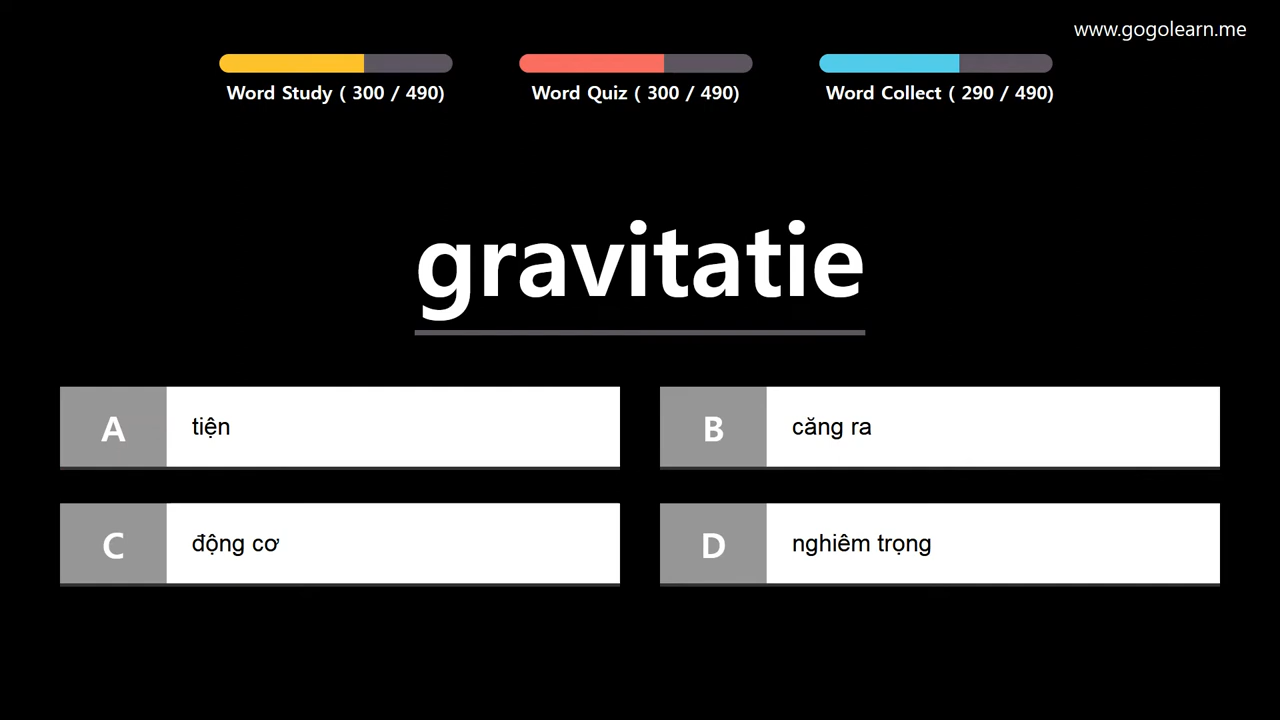 www.gogolearn.me
Word Study ( 300 / 490)
Word Quiz ( 300 / 490)
Word Collect ( 290 / 490)
gravitatie
A tiện
B căng ra
C động cơ
D nghiêm trọng